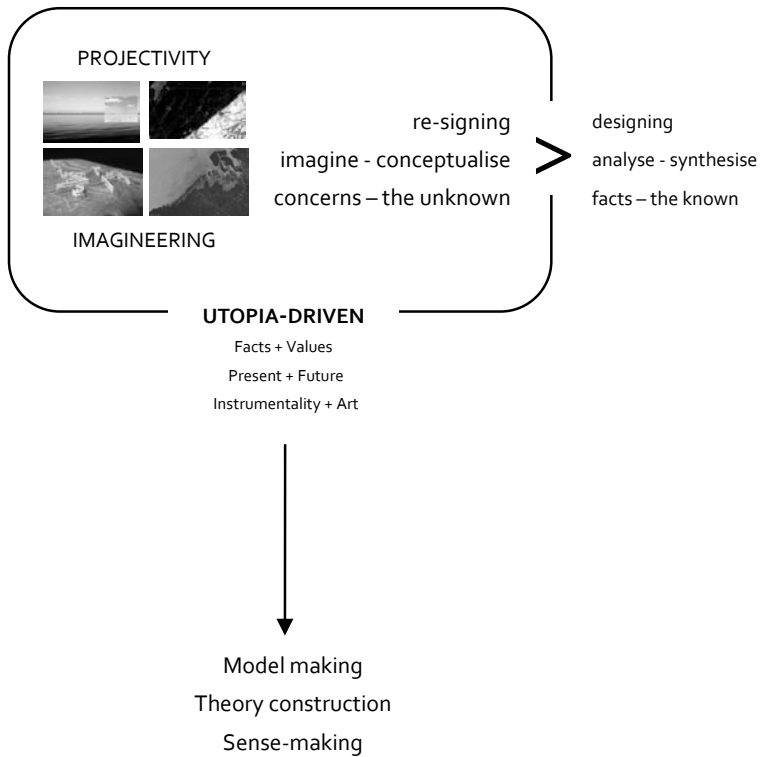 PROJECTIVITY
IMAGINEERING
re-signing
imagine - conceptualise
concerns – the unknown
>
designing
analyse - synthesise
facts – the known
UTOPIA-DRIVEN
Facts + Values
Present + Future
Instrumentality + Art
Model making
Theory construction
Sense-making